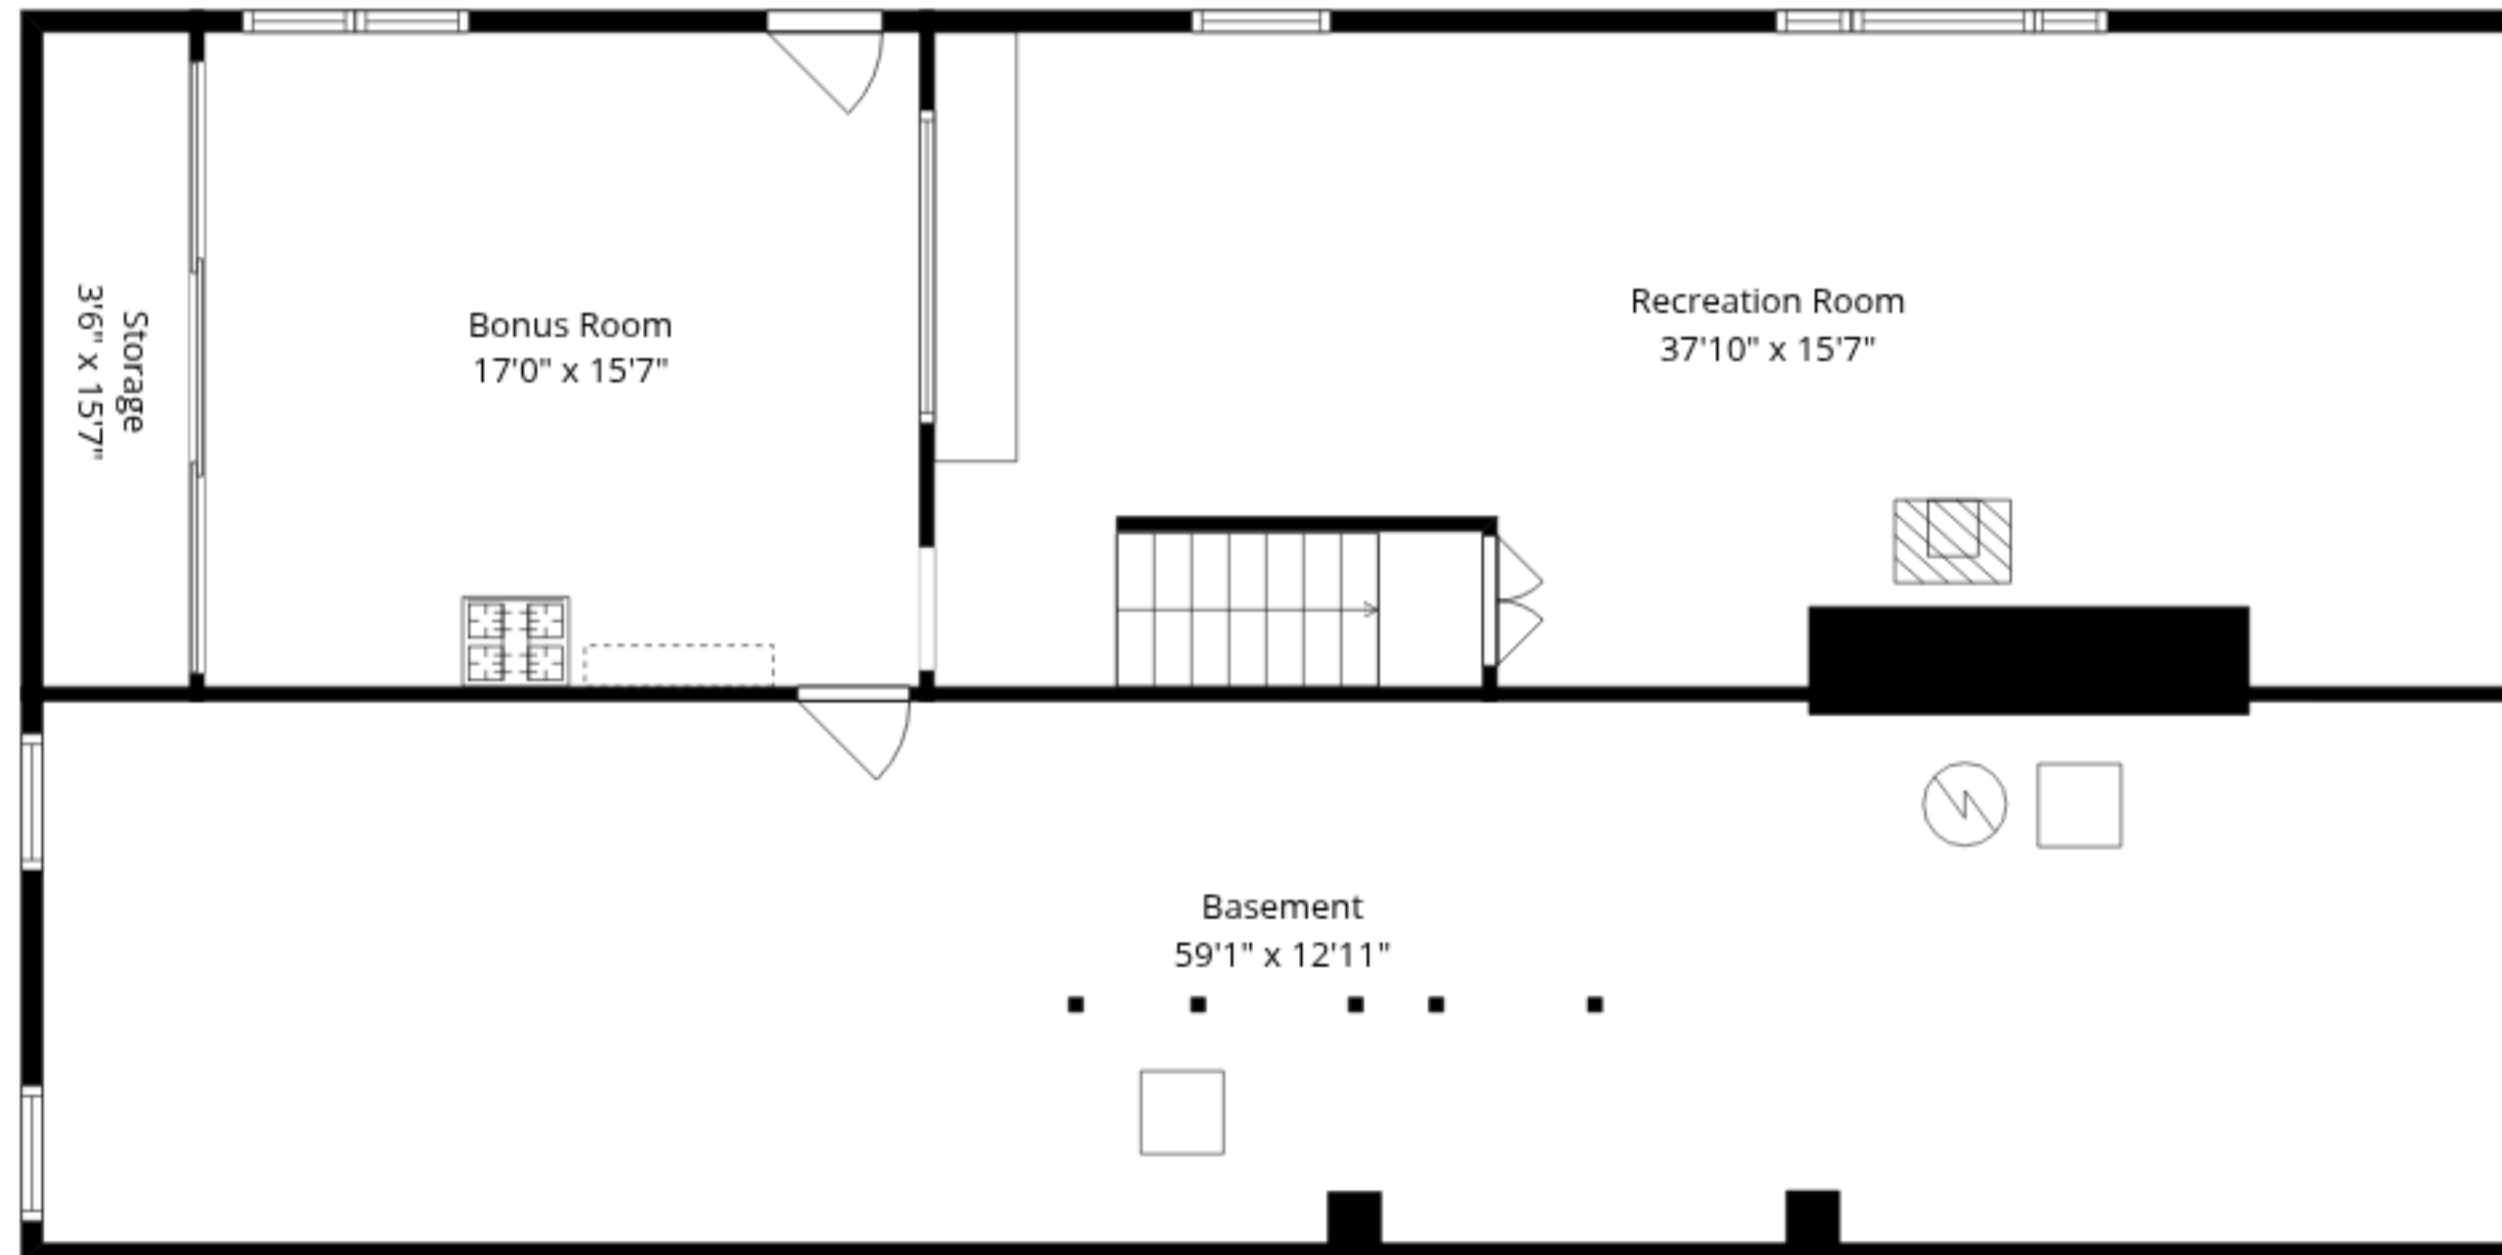 Storage
3'6" x 15'7"
Bonus Room
17'0" x 15'7"
Recreation Room
37'10" x 15'7"
Basement
59'1" x 12'11"